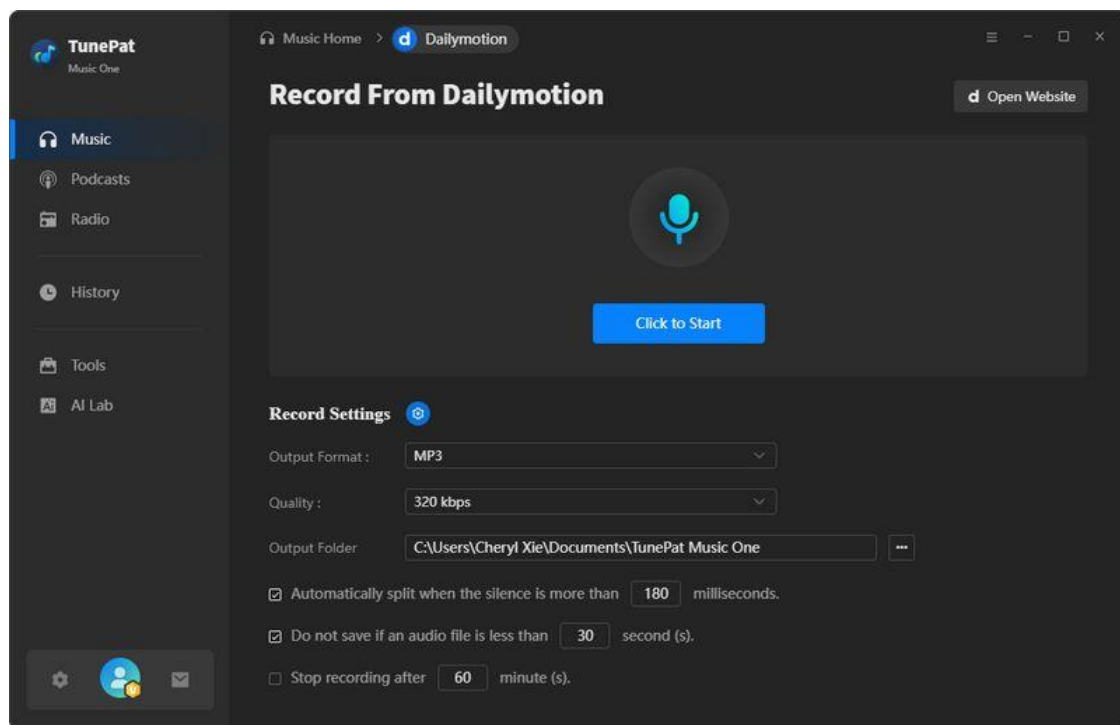 TunePat
Music One
Music
Podcasts
Radio
History
Tools
AI Lab
Music Home > d Dailymotion
Record From Dailymotion
d Open Website
Click to Start
Record Settings
Output Format :
MP3
Quality :
320 kbps
Output Folder
C:\Users\Cheryl Xie\Documents\TunePat Music One
Automatically split when the silence is more than 180 milliseconds.
Do not save if an audio file is less than 30 second (s).
Stop recording after 60 minute (s).